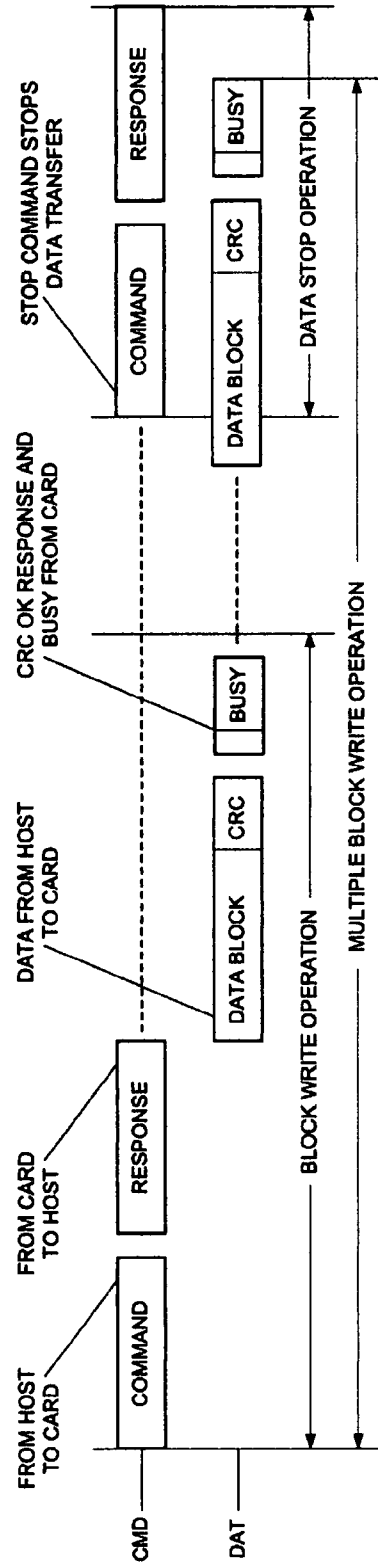 FROM HOST
TO CARD
FROM CARD
TO HOST
DATA FROM HOST
TO CARD
CRC OK RESPONSE AND
BUSY FROM CARD
STOP COMMAND STOPS
DATA TRANSFER
CMD
COMMAND
RESPONSE
COMMAND
RESPONSE
DAT
DATA BLOCK
CRC
BUSY
DATA BLOCK
CRC
BUSY
BLOCK WRITE OPERATION
DATA STOP OPERATION
MULTIPLE BLOCK WRITE OPERATION